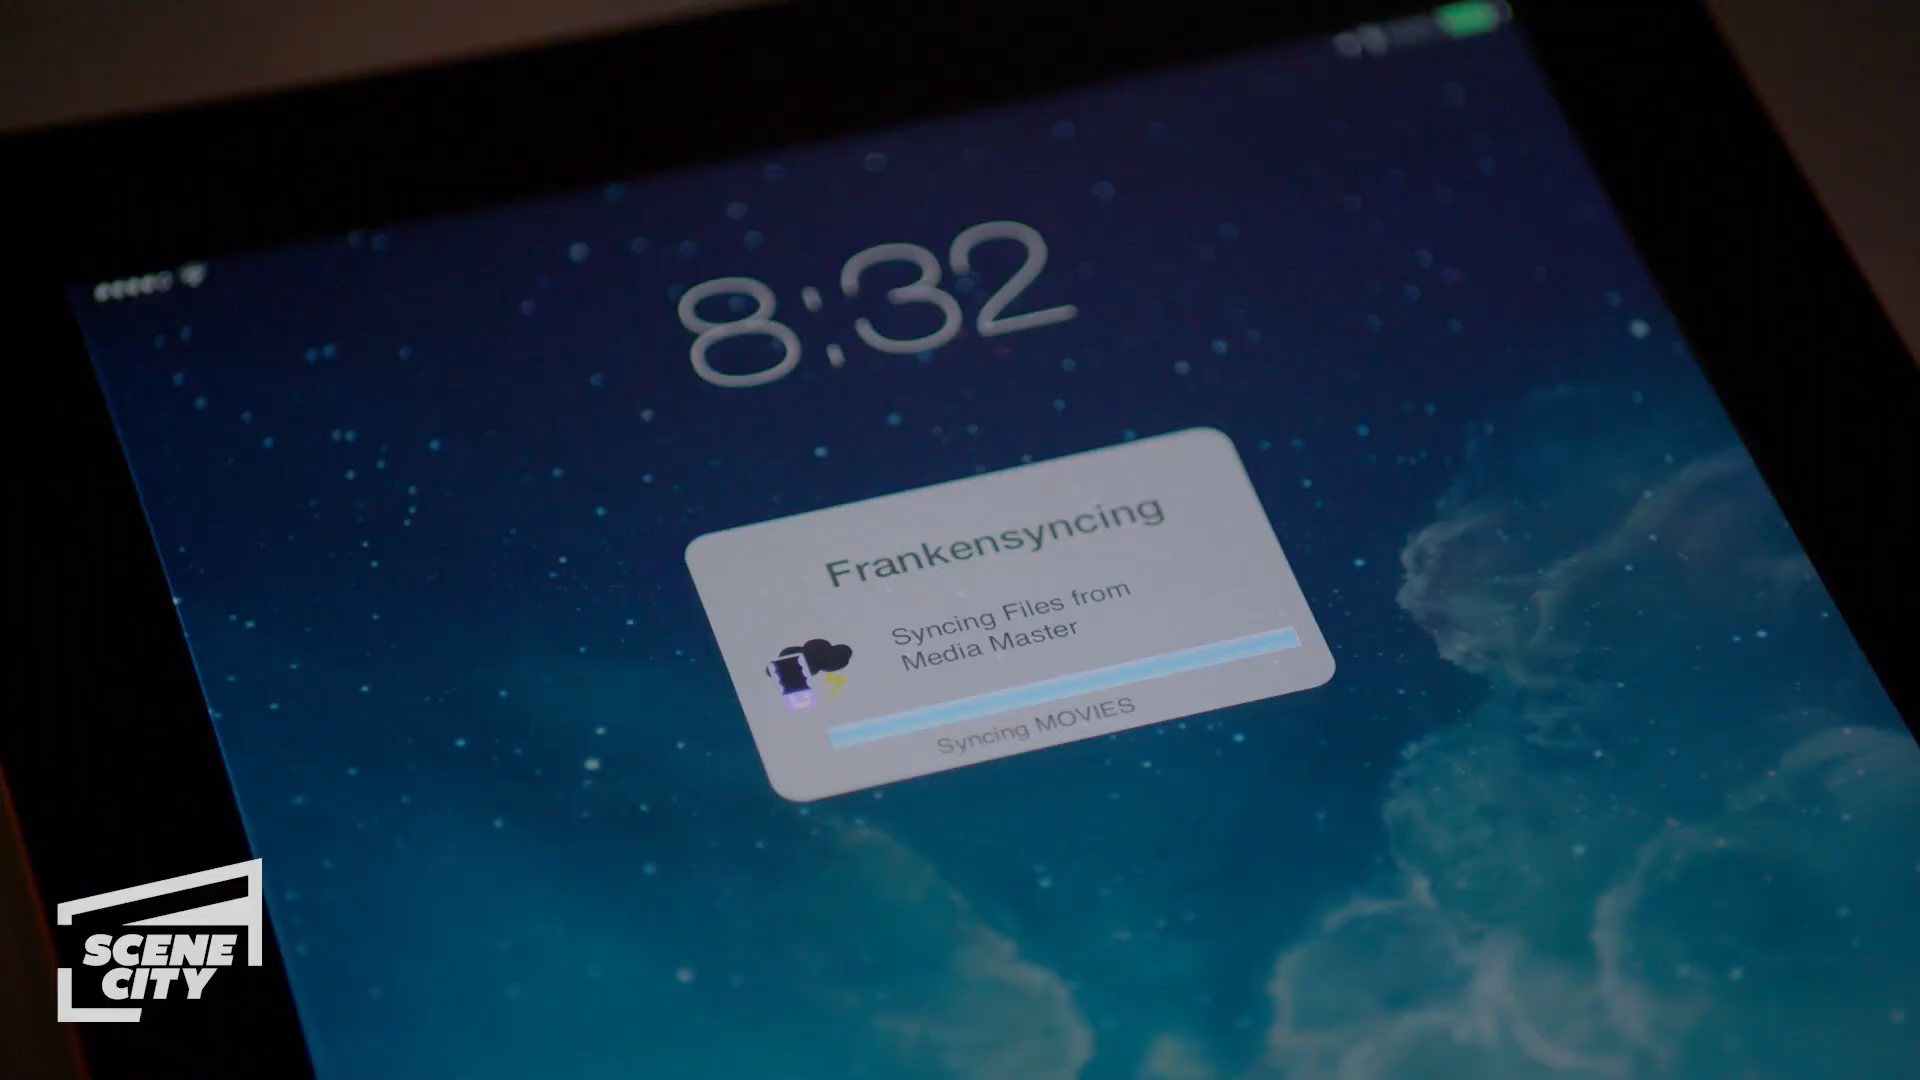 8:32
Frankensyncing
Syncing Files from
Media Master
Syncing MOVIES
SCENE
CITY